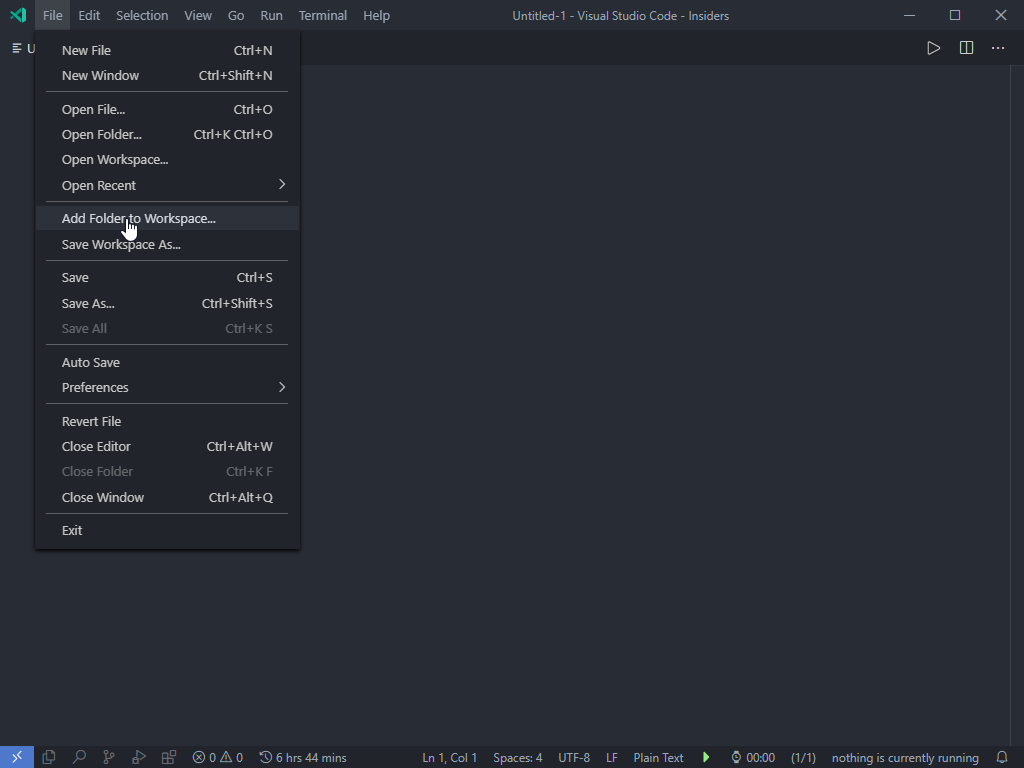 File Edit Selection View Go Run Terminal Help Untitled-1 - Visual Studio Code - Insiders
U
New File Ctrl+N
New Window Ctrl+Shift+N
Open File... Ctrl+O
Open Folder... Ctrl+K Ctrl+O
Open Workspace...
Open Recent
Add Folder to Workspace...
Save Workspace As...
Save Ctrl+S
Save As... Ctrl+Shift+S
Save All Ctrl+K S
Auto Save
Preferences
Revert File
Close Editor Ctrl+Alt+W
Close Folder Ctrl+K F
Close Window Ctrl+Alt+Q
Exit
0 0 6 hrs 44 mins Ln 1, Col 1 Spaces: 4 UTF-8 LF Plain Text 00:00 (1/1) nothing is currently running